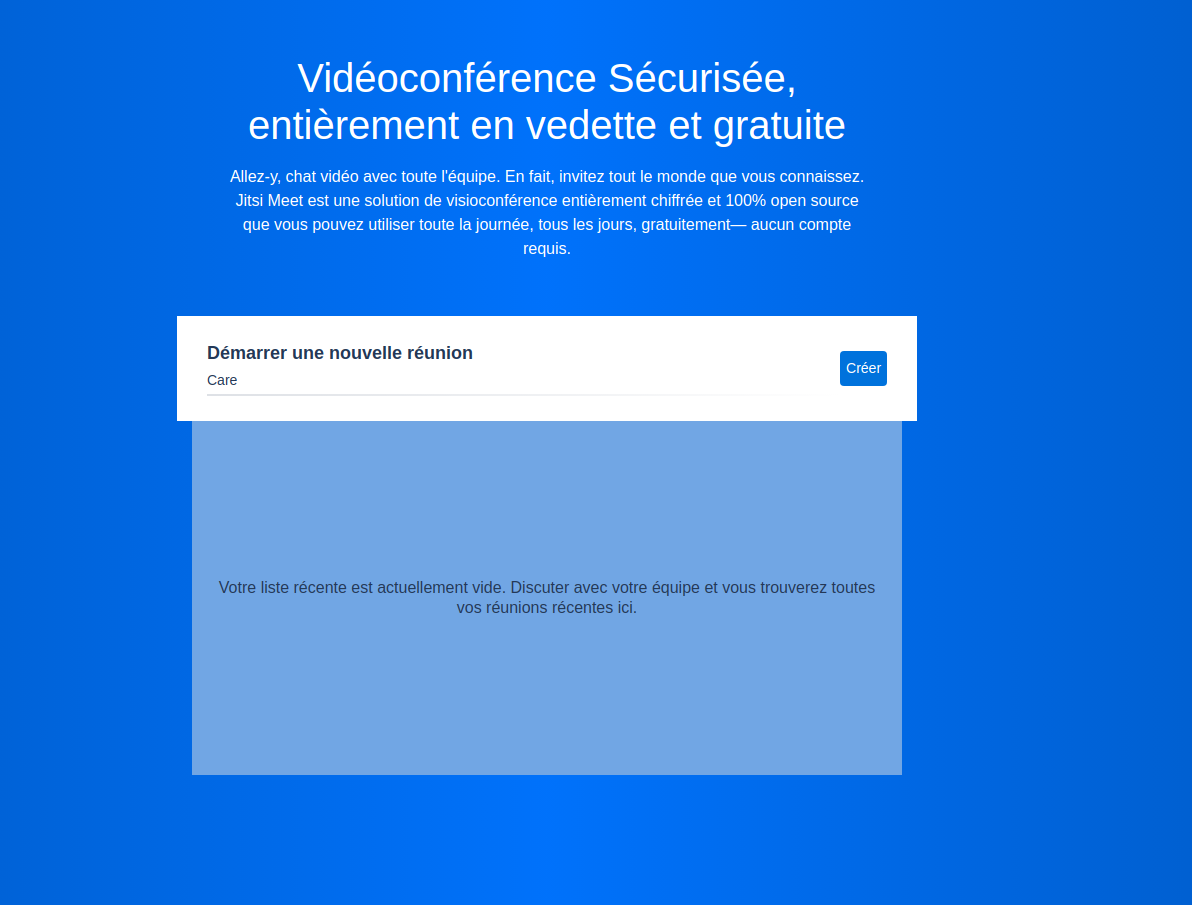 Vidéoconférence Sécurisée,
entièrement en vedette et gratuite
Allez-y, chat vidéo avec toute l'équipe. En fait, invitez tout le monde que vous connaissez.
Jitsi Meet est une solution de visioconférence entièrement chiffrée et 100% open source
que vous pouvez utiliser toute la journée, tous les jours, gratuitement— aucun compte
requis.
Démarrer une nouvelle réunion
Care
Créer
Votre liste récente est actuellement vide. Discuter avec votre équipe et vous trouverez toutes
vos réunions récentes ici.